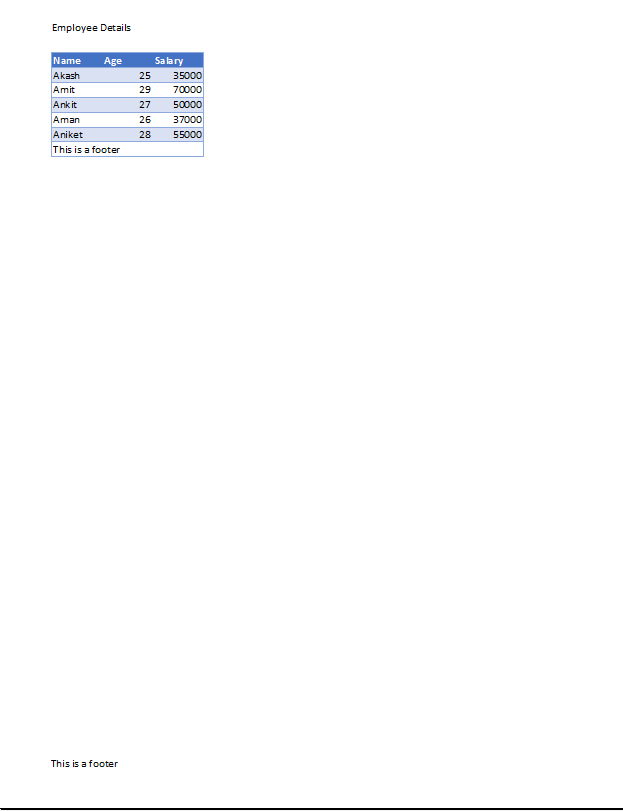 Employee Details
Name Age Salary
Akash 25 35000
Amit 29 70000
Ankit 27 50000
Aman 26 37000
Aniket 28 55000
This is a footer
This is a footer